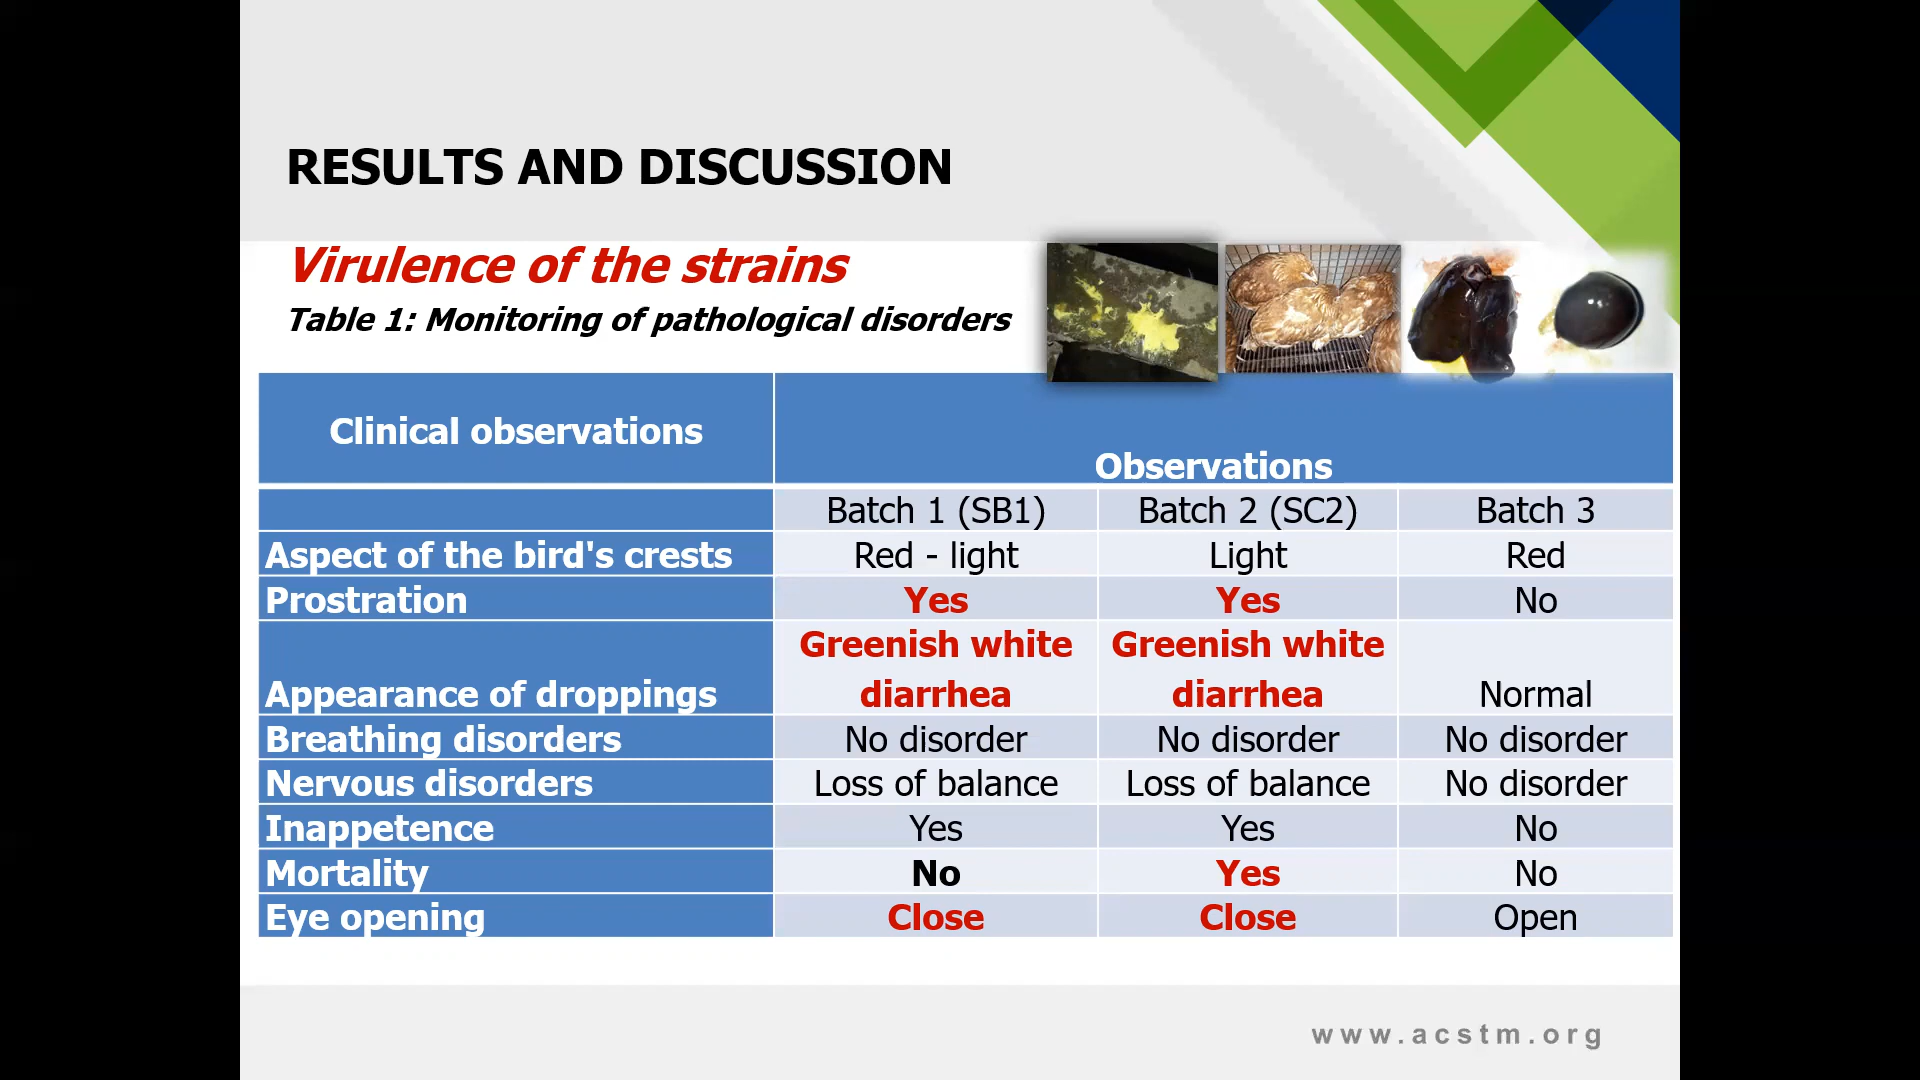 RESULTS AND DISCUSSION
Virulence of the strains
Table 1: Monitoring of pathological disorders
Clinical observations
Observations
Batch 1 (SB1) Batch 2 (SC2) Batch 3
Aspect of the bird's crests Red - light Light Red
Prostration Yes Yes No
Appearance of droppings Greenish white diarrhea Greenish white diarrhea Normal
Breathing disorders No disorder No disorder No disorder
Nervous disorders Loss of balance Loss of balance No disorder
Inappetence Yes Yes No
Mortality No Yes No
Eye opening Close Close Open
www.acstm.org